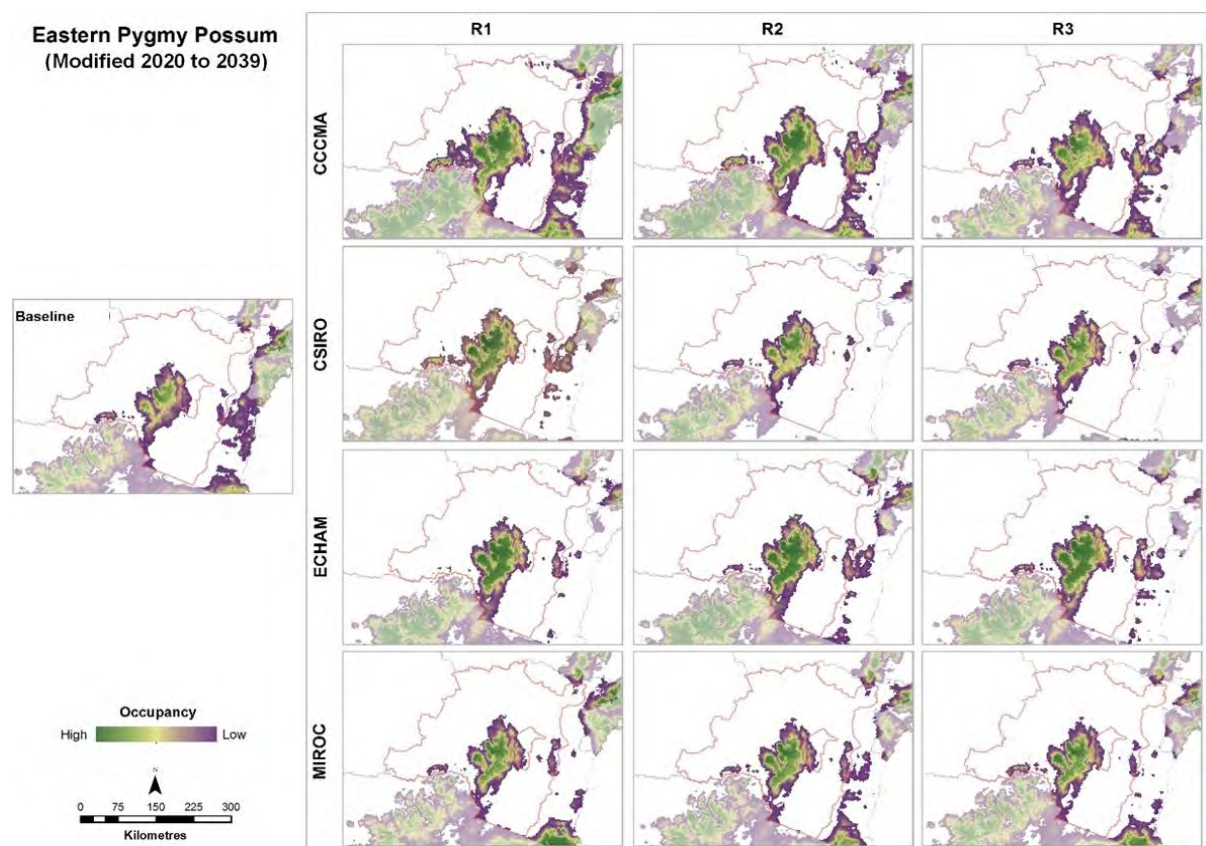 Eastern Pygmy Possum
(Modified 2020 to 2039)
R1 R2 R3
CCCMA
CSIRO
Baseline
ECHAM
MIROC
Occupancy
High Low
N
0 75 150 225 300
Kilometres